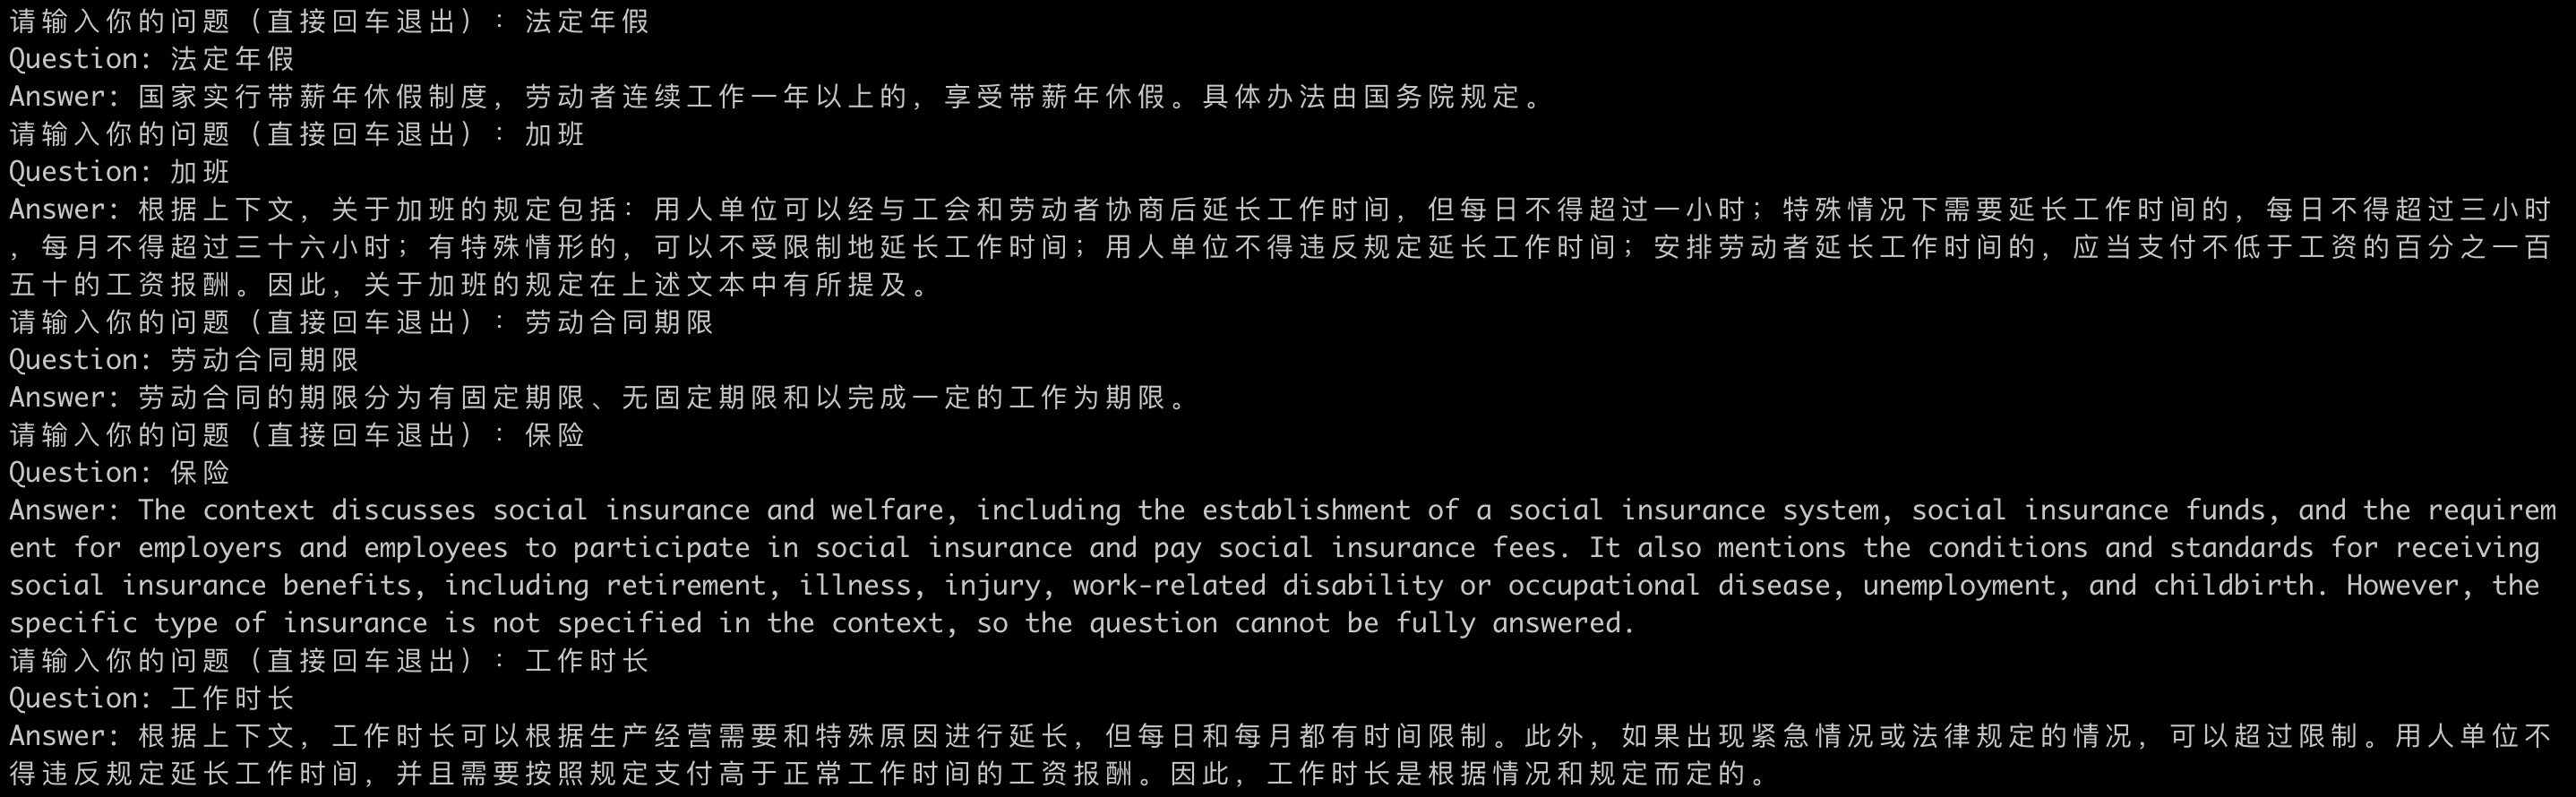 请输入你的问题（直接回车退出）：法定年假
Question: 法定年假
Answer: 国家实行带薪年休假制度，劳动者连续工作一年以上的，享受带薪年休假。具体办法由国务院规定。
请输入你的问题（直接回车退出）：加班
Question: 加班
Answer: 根据上下文，关于加班的规定包括：用人单位可以经与工会和劳动者协商后延长工作时间，但每日不得超过一小时；特殊情况下需要延长工作时间的，每日不得超过三小时
，每月不得超过三十六小时；有特殊情形的，可以不受限制地延长工作时间；用人单位不得违反规定延长工作时间；安排劳动者延长工作时间的，应当支付不低于工资的百分之一百
五十的工资报酬。因此，关于加班的规定在上述文本中有所提及。
请输入你的问题（直接回车退出）：劳动合同期限
Question: 劳动合同期限
Answer: 劳动合同的期限分为有固定期限、无固定期限和以完成一定的工作为期限。
请输入你的问题（直接回车退出）：保险
Question: 保险
Answer: The context discusses social insurance and welfare, including the establishment of a social insurance system, social insurance funds, and the requirem
ent for employers and employees to participate in social insurance and pay social insurance fees. It also mentions the conditions and standards for receiving
social insurance benefits, including retirement, illness, injury, work-related disability or occupational disease, unemployment, and childbirth. However, the
specific type of insurance is not specified in the context, so the question cannot be fully answered.
请输入你的问题（直接回车退出）：工作时长
Question: 工作时长
Answer: 根据上下文，工作时长可以根据生产经营需要和特殊原因进行延长，但每日和每月都有时间限制。此外，如果出现紧急情况或法律规定的情况，可以超过限制。用人单位不
得违反规定延长工作时间，并且需要按照规定支付高于正常工作时间的工资报酬。因此，工作时长是根据情况和规定而定的。